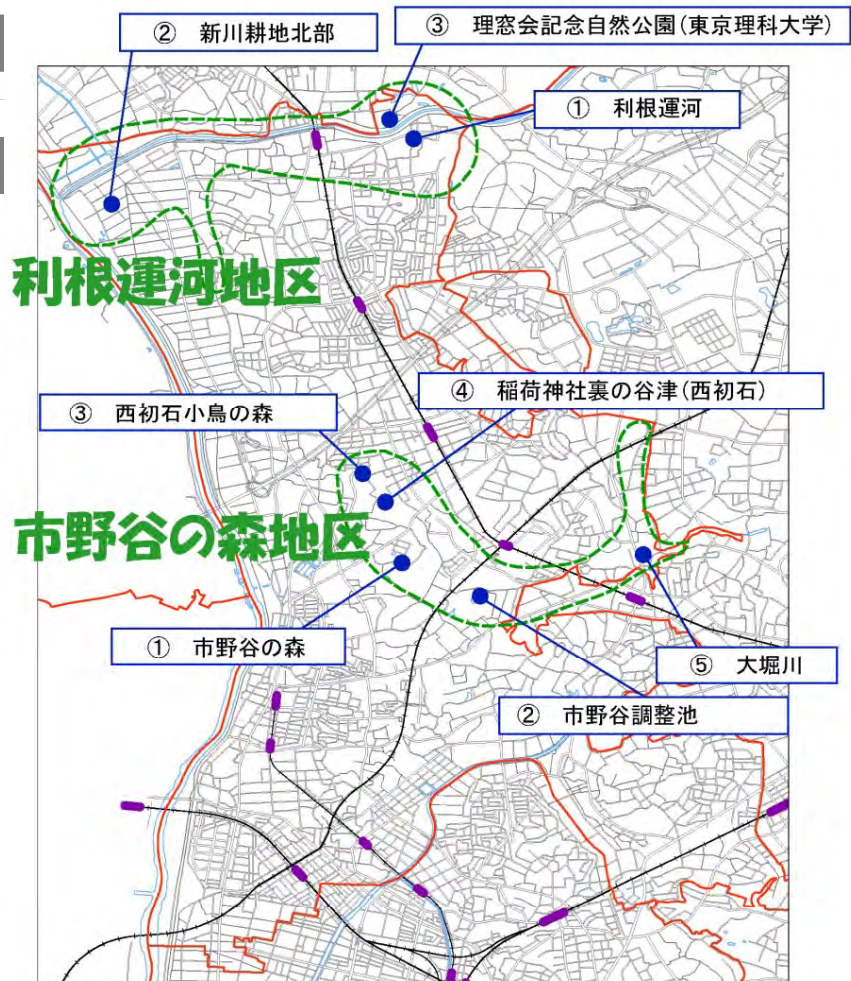 ③ 理窓会記念自然公園(東京理科大学)
② 新川耕地北部
① 利根運河
利根運河地区
④ 稲荷神社裏の谷津(西初石)
③ 西初石小鳥の森
市野谷の森地区
① 市野谷の森
⑤ 大堀川
② 市野谷調整池